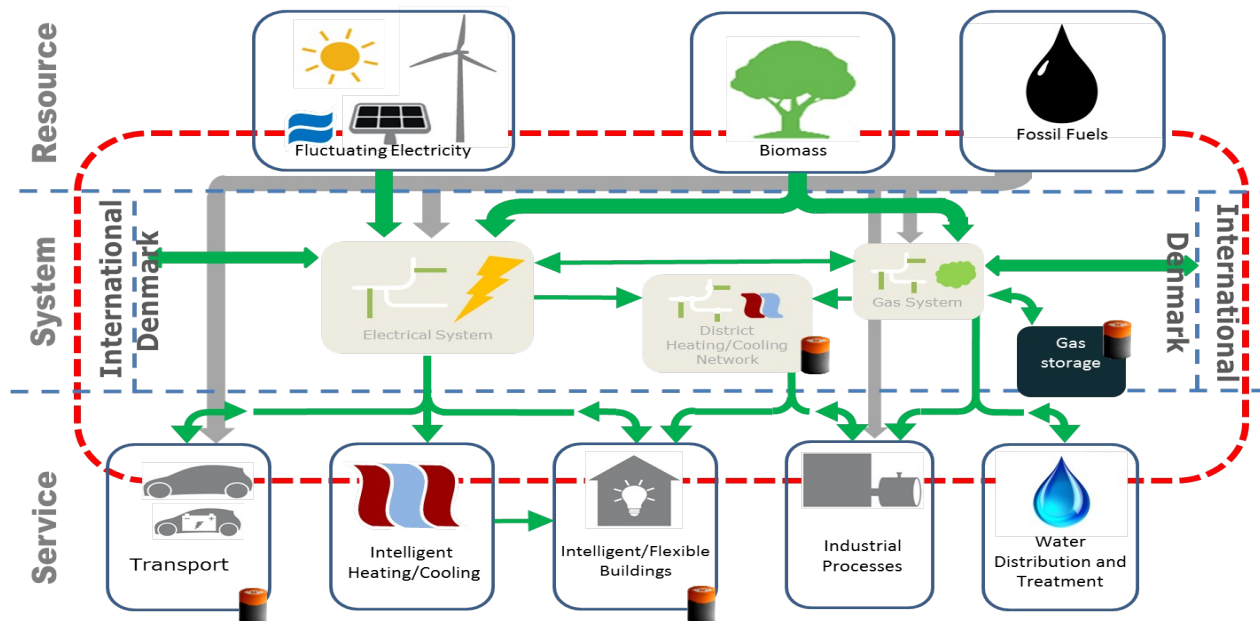 Resource
Fluctuating Electricity
Biomass
Fossil Fuels
System
International
Denmark
Electrical System
District
Heating/Cooling
Network
Gas System
Gas
storage
Denmark
International
Service
Transport
Intelligent
Heating/Cooling
Intelligent/Flexible
Buildings
Industrial
Processes
Water
Distribution and
Treatment